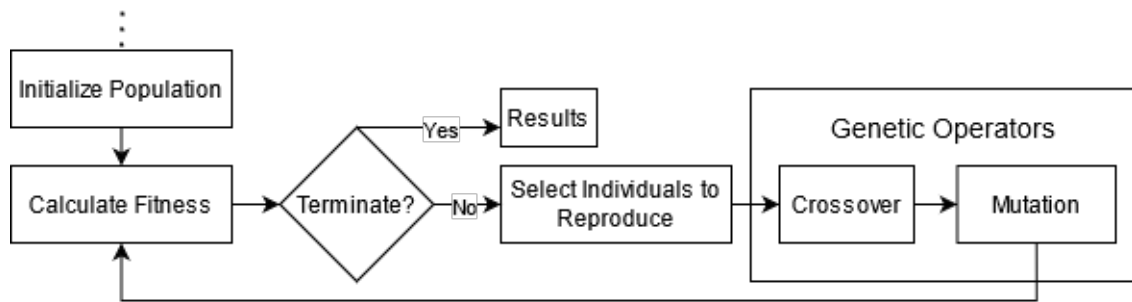 Initialize Population
Calculate Fitness
Terminate?
Yes
Results
No
Select Individuals to
Reproduce
Genetic Operators
Crossover
Mutation